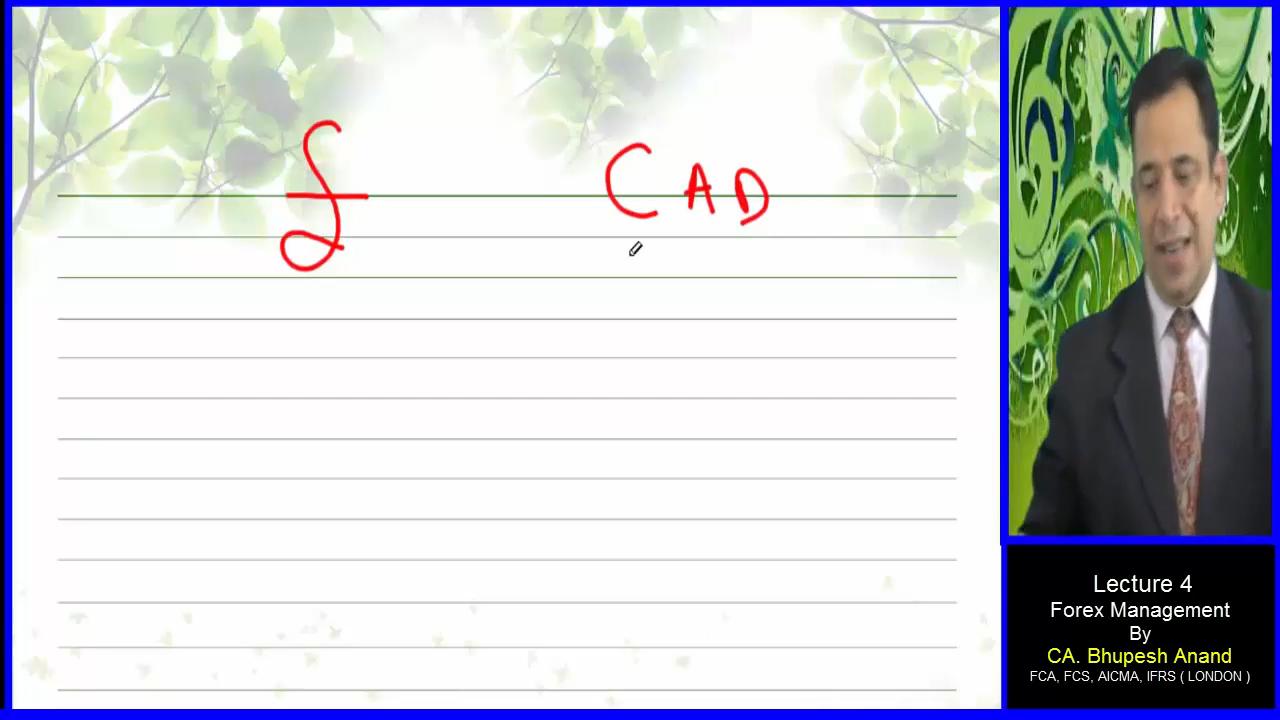 £ CAD
Lecture 4
Forex Management
By
CA. Bhupesh Anand
FCA, FCS, AICMA, IFRS ( LONDON )